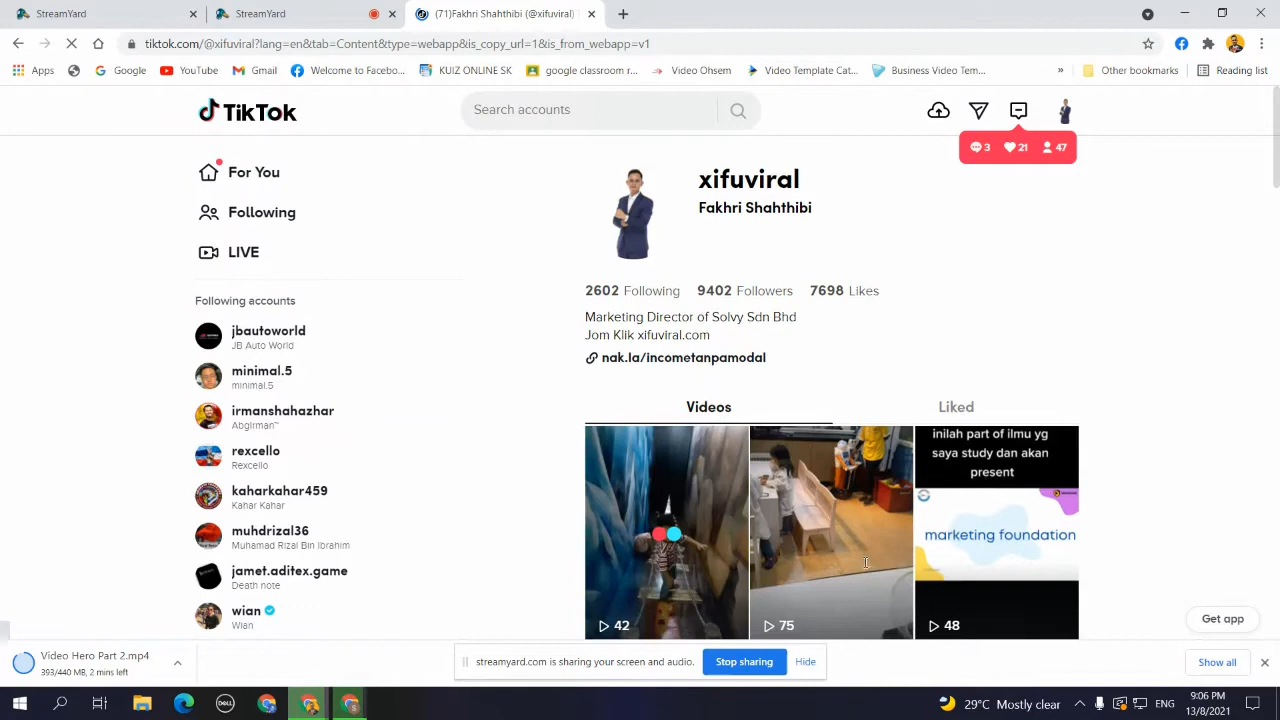 StreamYard
StreamYard
(71)Fakhri Shahthibi (@xifuviral)
tiktok.com/@xifuviral?lang=en&tab=Content&type=webapp&is_copy_url=1&is_from_webapp=v1
Apps
Google
YouTube
Gmail
Welcome to Facebo...
KUIZ ONLINE SK
google classroom r...
Video Ohsem
Video Template Cat...
Business Video Tem...
»
Other bookmarks
Reading list
TikTok
Search accounts
3 21 47
For You
Following
LIVE
xifuviral
Fakhri Shahthibi
2602 Following 9402 Followers 7698 Likes
Marketing Director of Solvy Sdn Bhd
Jom Klik xifuviral.com
nak.la/incometanpamodal
Following accounts
jbautoworld
JB Auto World
minimal.5
minimal.5
irmanshahazhar
AbgIrman~
rexcello
Rexcello
kaharkahar459
Kahar Kahar
muhdrizal36
Muhamad Rizal Bin Ibrahim
jamet.aditex.game
Death note
wian
Wian
Videos
Liked
inilah part of ilmu yg
saya study dan akan
present
marketing foundation
42
75
48
Get app
Video Hero Part 2.mp4
393/440 MB, 2 mins left
streamyard.com is sharing your screen and audio.
Stop sharing
Hide
Show all
DELL
29°C Mostly clear
ENG
9:06 PM
13/8/2021